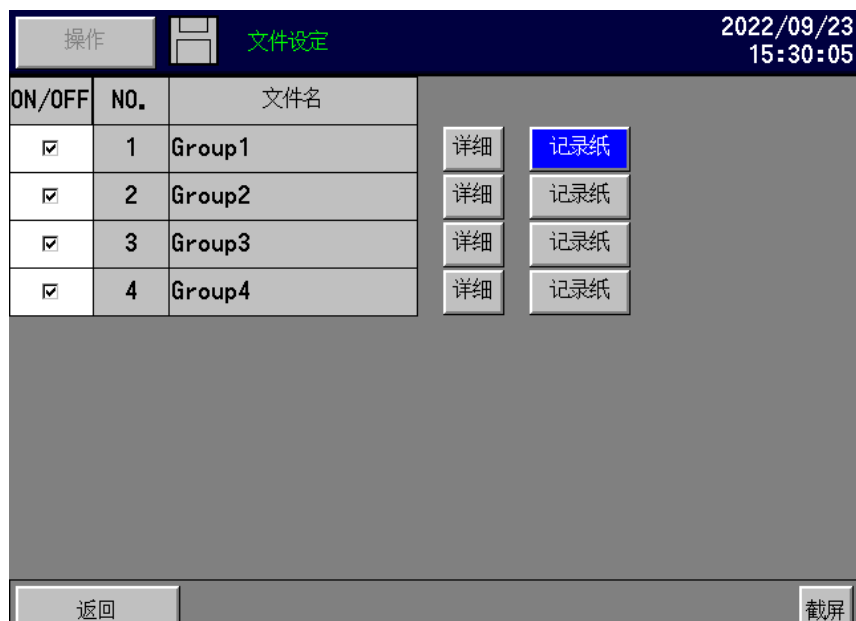 操作 文件设定 2022/09/23
15:30:05
ON/OFF NO. 文件名
1 Group1 详细 记录纸
2 Group2 详细 记录纸
3 Group3 详细 记录纸
4 Group4 详细 记录纸
返回 截屏